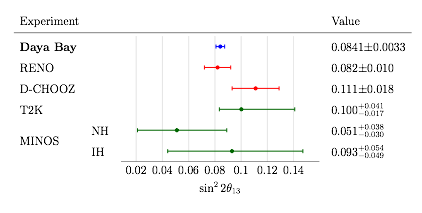 Experiment Value
Daya Bay 0.0841±0.0033
RENO 0.082±0.010
D-CHOOZ 0.111±0.018
T2K 0.100^{+0.041}_{-0.017}
MINOS NH 0.051^{+0.038}_{-0.030}
IH 0.093^{+0.054}_{-0.049}
0.02 0.04 0.06 0.08 0.1 0.12 0.14
sin² 2θ₁₃